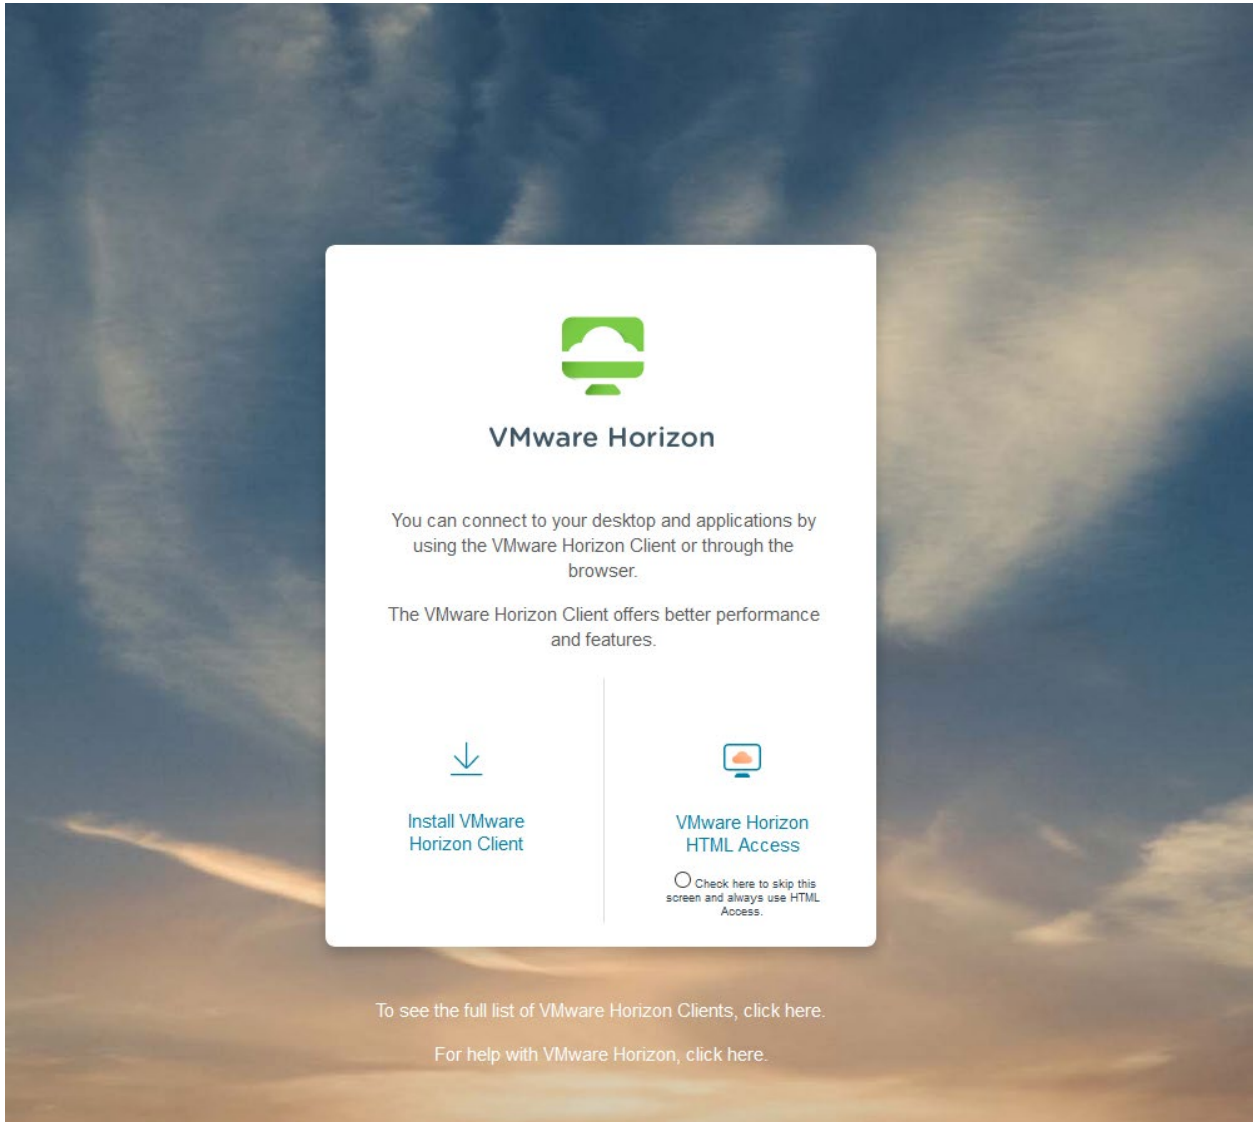 VMware Horizon
You can connect to your desktop and applications by
using the VMware Horizon Client or through the
browser.
The VMware Horizon Client offers better performance
and features.
Install VMware
Horizon Client
VMware Horizon
HTML Access
Check here to skip this
screen and always use HTML
Access.
To see the full list of VMware Horizon Clients, click here.
For help with VMware Horizon, click here.